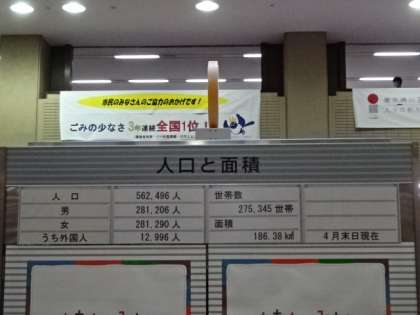 市民のみなさんのご協力のおかげです!
ごみの少なさ 3年連続 全国1位!
人口と面積
人 口 562,496 人 世帯数
男 281,206 人 275,345 世帯
女 281,290 人 面積
うち外国人 12,996 人 186.38 km² 4月末日現在